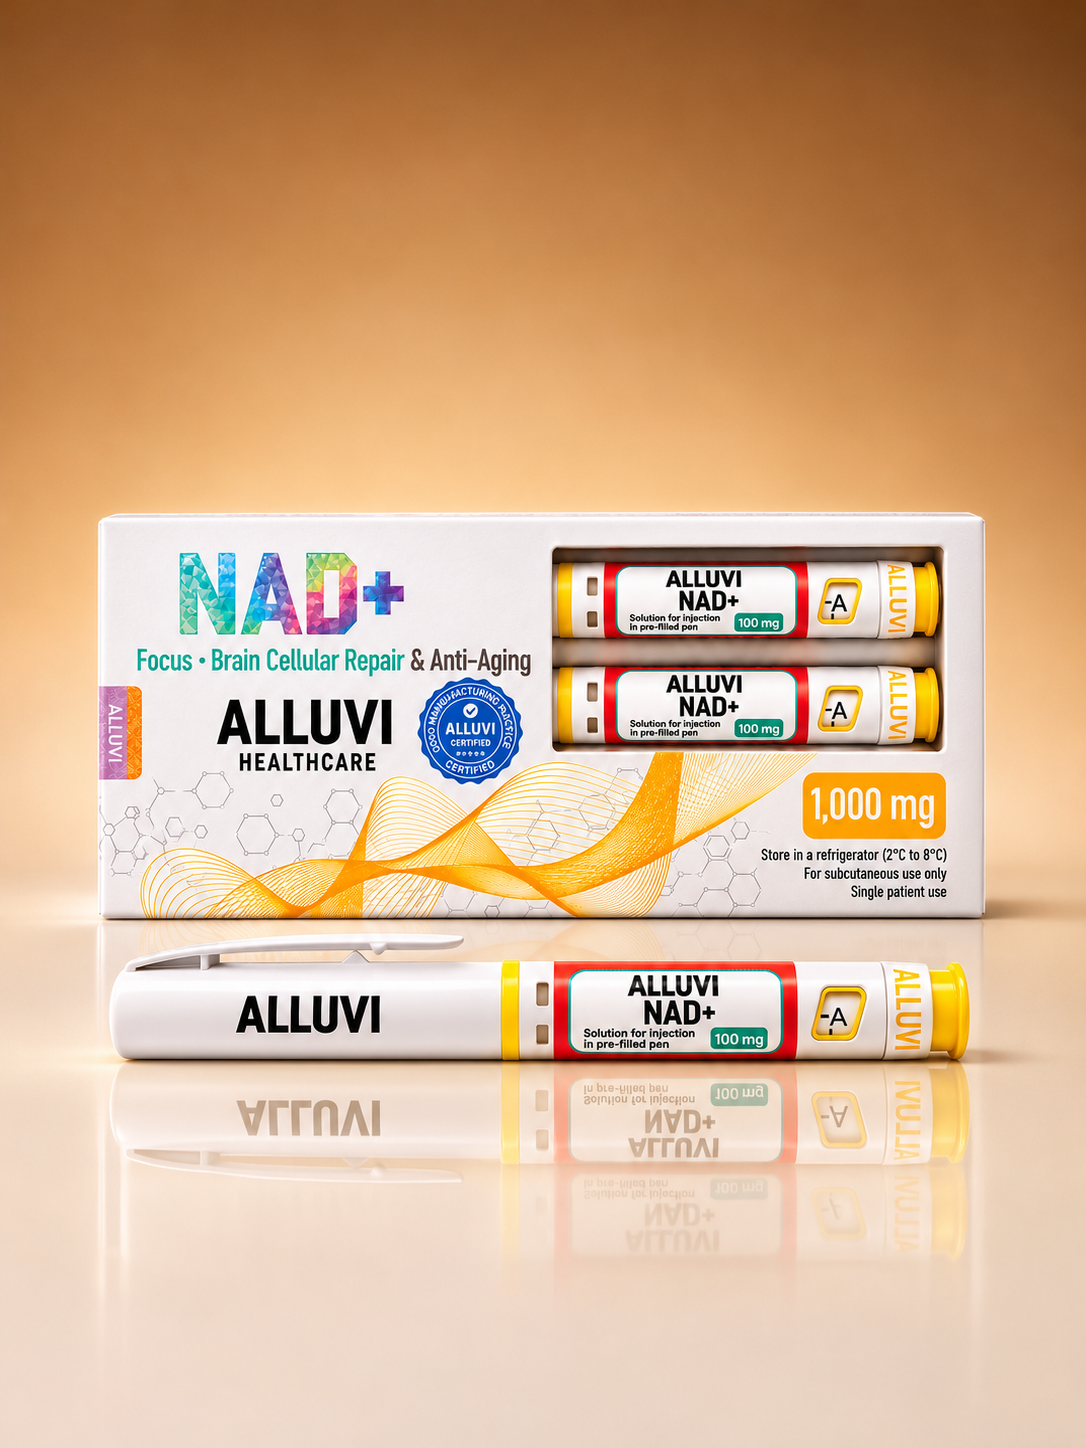 NAD+
Focus • Brain Cellular Repair & Anti-Aging
ALLUVI
HEALTHCARE
ALLUVI
CERTIFIED
CERTIFIED
ALLUVI
ALLUVI
NAD+
Solution for injection
in pre-filled pen
100 mg
-A
ALLUVI
ALLUVI
NAD+
Solution for injection
in pre-filled pen
100 mg
-A
ALLUVI
1,000 mg
Store in a refrigerator (2°C to 8°C)
For subcutaneous use only
Single patient use
ALLUVI
ALLUVI
NAD+
Solution for injection
in pre-filled pen
100 mg
-A
ALLUVI